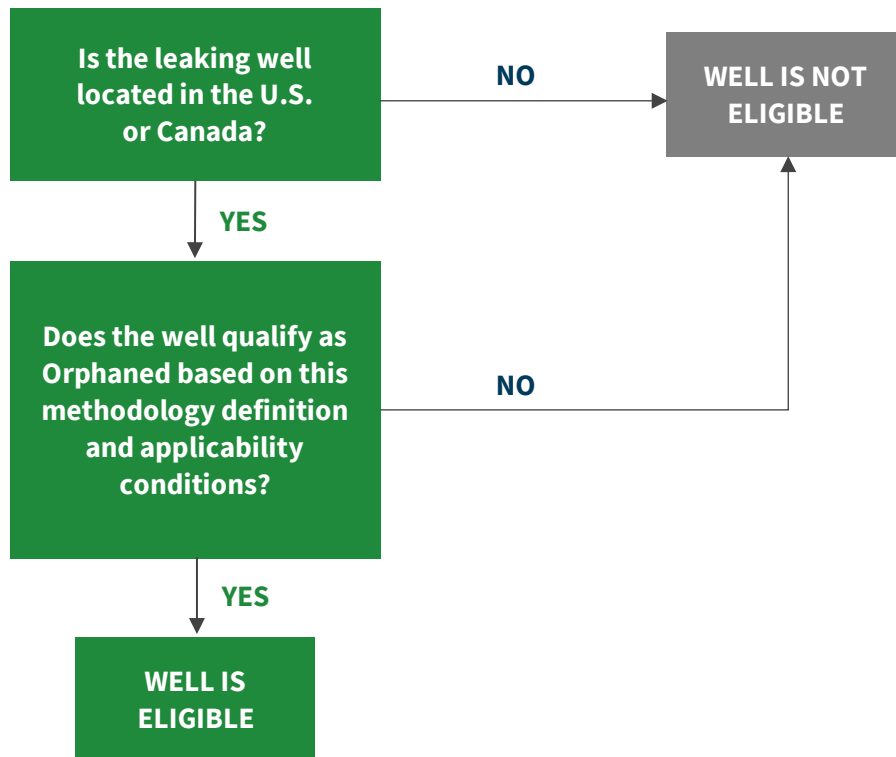 Is the leaking well
located in the U.S.
or Canada?
NO
WELL IS NOT
ELIGIBLE
YES
Does the well qualify as
Orphaned based on this
methodology definition
and applicability
conditions?
NO
YES
WELL IS
ELIGIBLE